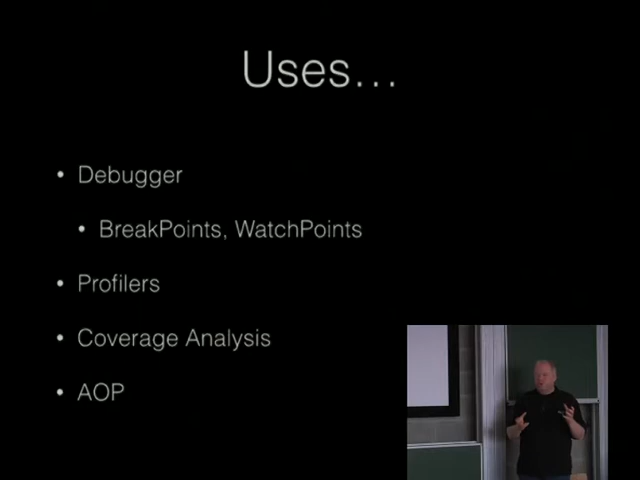 Uses...
• Debugger
• BreakPoints, WatchPoints
• Profilers
• Coverage Analysis
• AOP